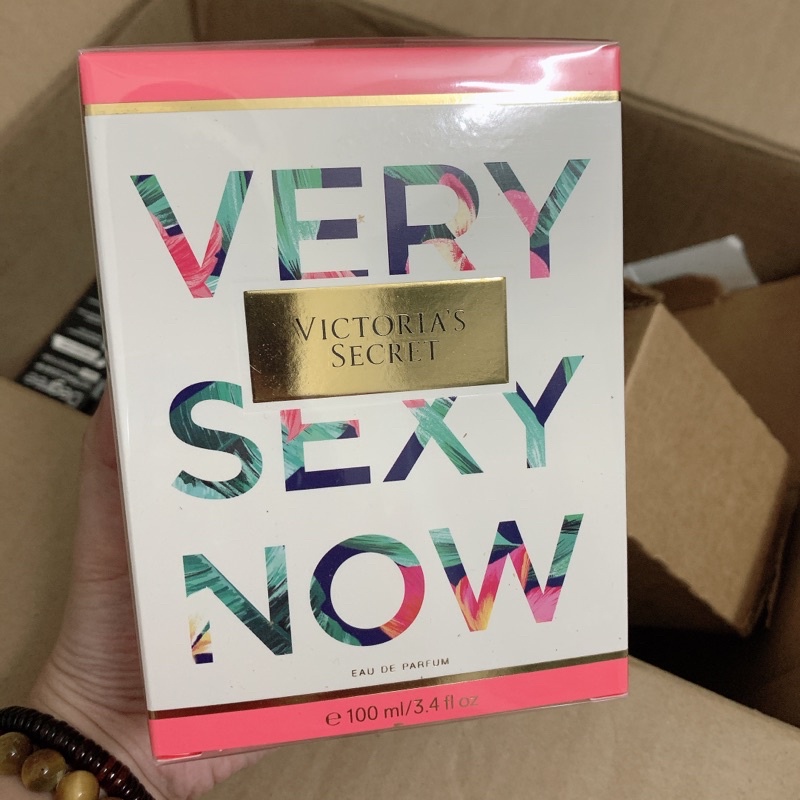 VERY
VICTORIA'S
SECRET
SEXY
NOW
EAU DE PARFUM
℮ 100 ml/3.4 fl oz